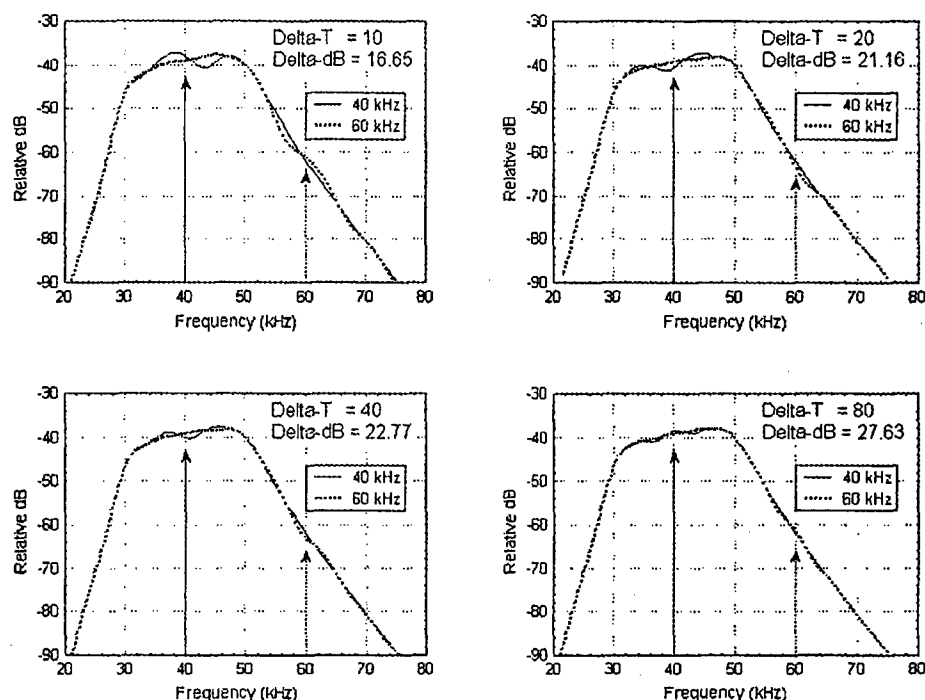 -30
-40
-50
-60
-70
-80
-90
Relative dB
Delta-T = 10
Delta-dB = 16.65
40 kHz
60 kHz
20 30 40 50 60 70 80
Frequency (kHz)
-30
-40
-50
-60
-70
-80
-90
Relative dB
Delta-T = 20
Delta-dB = 21.16
40 kHz
60 kHz
20 30 40 50 60 70 80
Frequency (kHz)
-30
-40
-50
-60
-70
-80
-90
Relative dB
Delta-T = 40
Delta-dB = 22.77
40 kHz
60 kHz
20 30 40 50 60 70 80
Frequency (kHz)
-30
-40
-50
-60
-70
-80
-90
Relative dB
Delta-T = 80
Delta-dB = 27.63
40 kHz
60 kHz
20 30 40 50 60 70 80
Frequency (kHz)